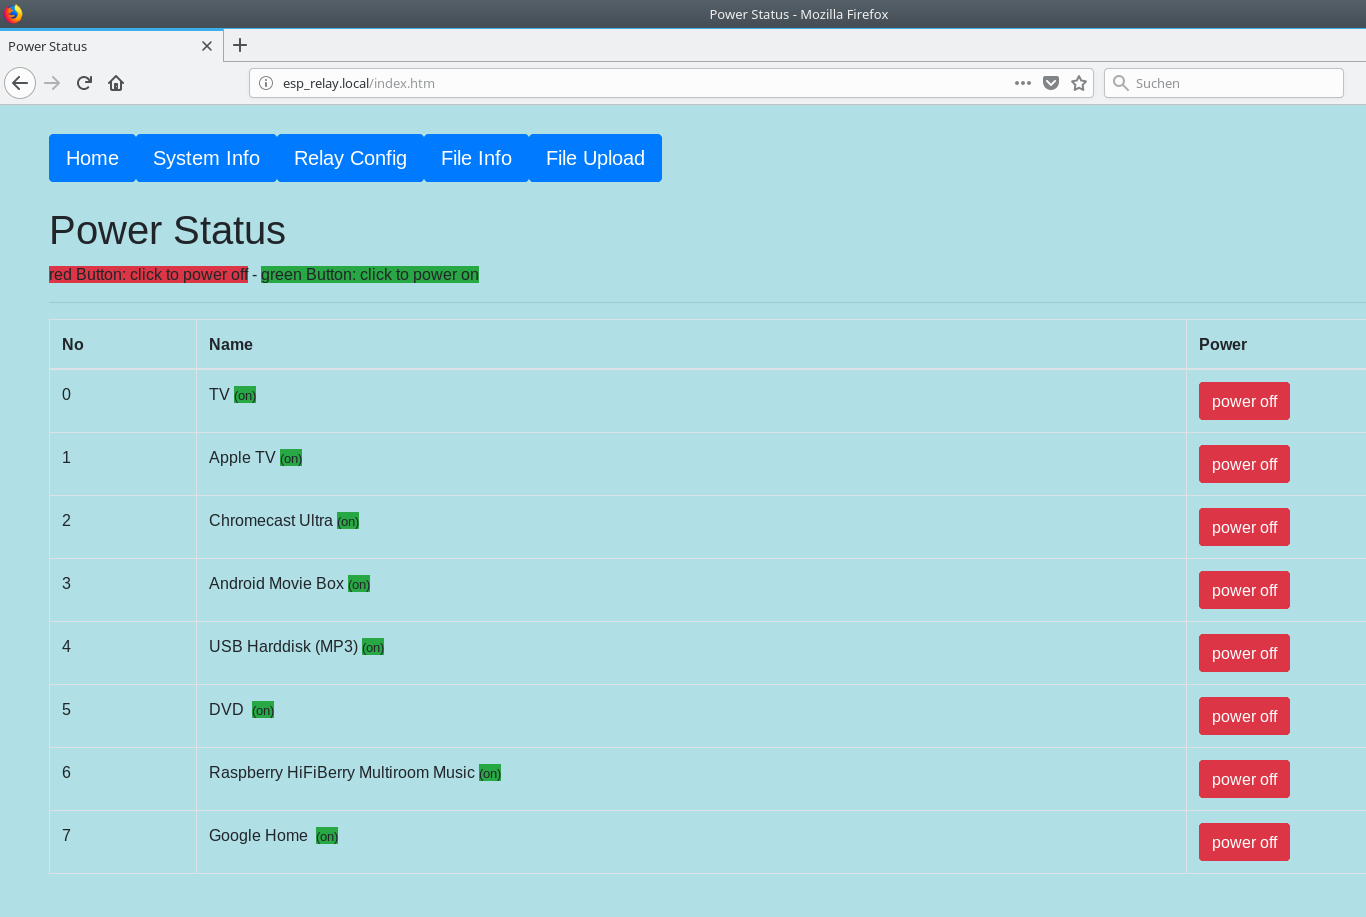 Power Status - Mozilla Firefox
Power Status
esp_relay.local/index.htm
Suchen
Home System Info Relay Config File Info File Upload
Power Status
red Button: click to power off - green Button: click to power on
No Name Power
0 TV (on) power off
1 Apple TV (on) power off
2 Chromecast Ultra (on) power off
3 Android Movie Box (on) power off
4 USB Harddisk (MP3) (on) power off
5 DVD (on) power off
6 Raspberry HiFiBerry Multiroom Music (on) power off
7 Google Home (on) power off